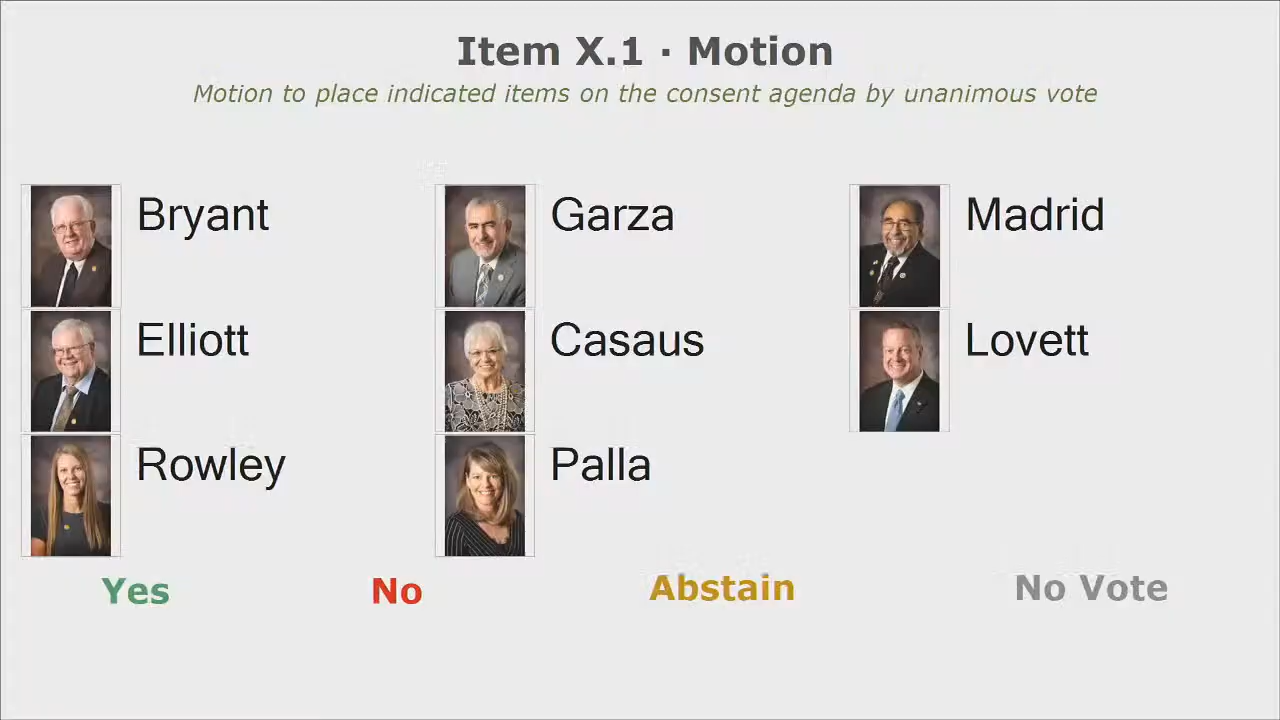 Item X.1 · Motion
Motion to place indicated items on the consent agenda by unanimous vote
Bryant
Garza
Madrid
Elliott
Casaus
Lovett
Rowley
Palla
Yes
No
Abstain
No Vote